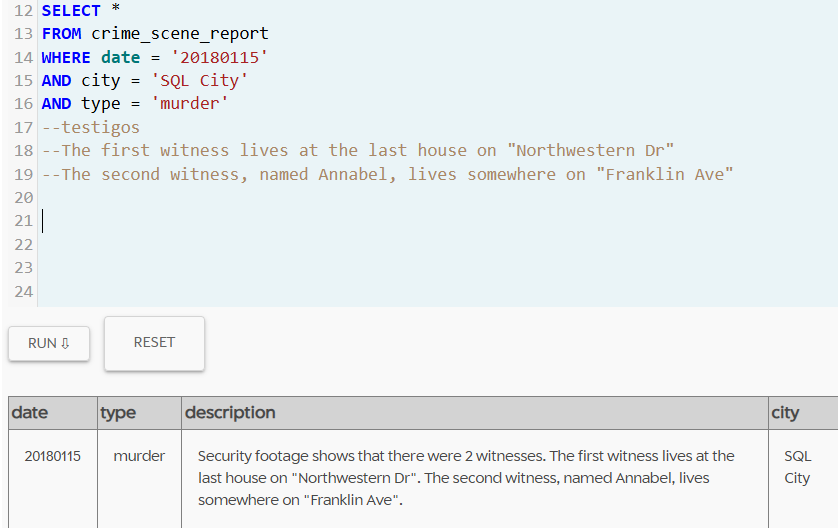 12 SELECT *
13 FROM crime_scene_report
14 WHERE date = '20180115'
15 AND city = 'SQL City'
16 AND type = 'murder'
17 --testigos
18 --The first witness lives at the last house on "Northwestern Dr"
19 --The second witness, named Annabel, lives somewhere on "Franklin Ave"
20
21
22
23
24
RUN ⇩ RESET
date type description city
20180115 murder Security footage shows that there were 2 witnesses. The first witness lives at the SQL
last house on "Northwestern Dr". The second witness, named Annabel, lives City
somewhere on "Franklin Ave".